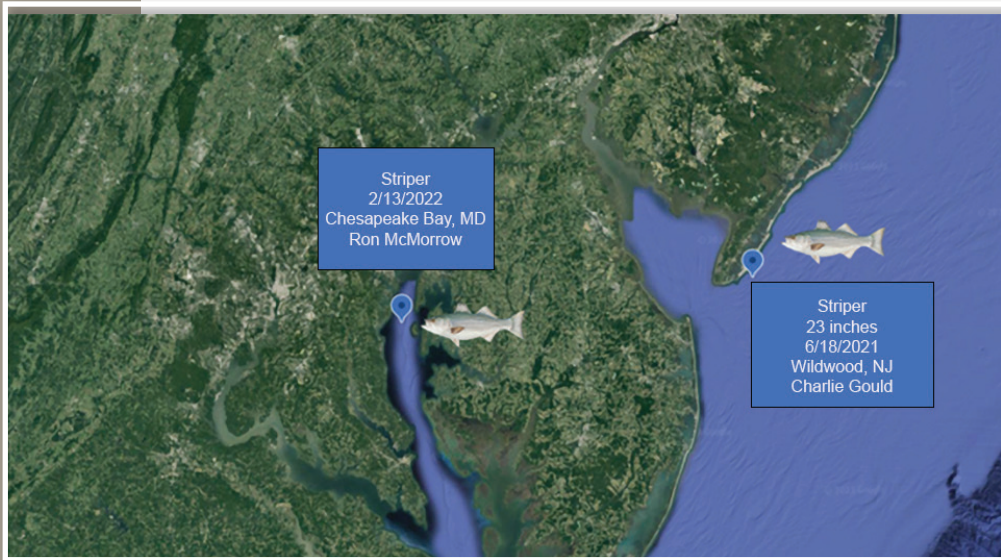 Striper
2/13/2022
Chesapeake Bay, MD
Ron McMorrow
Striper
23 inches
6/18/2021
Wildwood, NJ
Charlie Gould